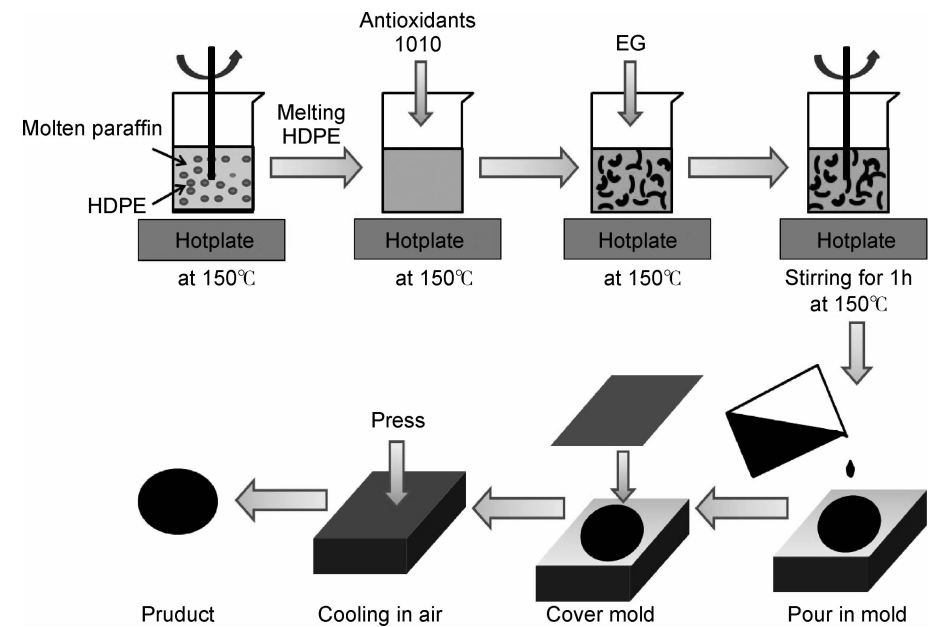 Antioxidants
1010
EG
Molten paraffin
Melting
HDPE
HDPE
Hotplate
Hotplate
Hotplate
Hotplate
at 150℃
at 150℃
at 150℃
Stirring for 1h
at 150℃
Press
Pruduct
Cooling in air
Cover mold
Pour in mold